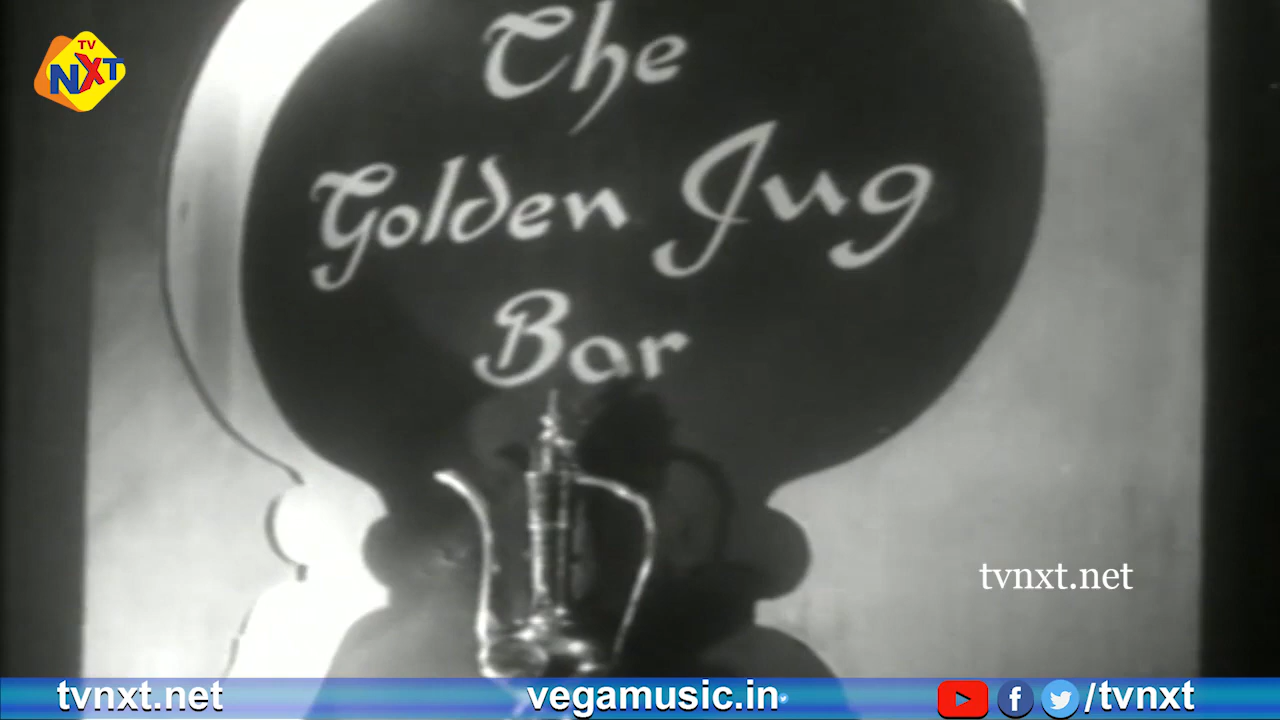 TV
NXT
The
Golden Jug
Bar
tvnxt.net
tvnxt.net
vegamusic.in
/tvnxt